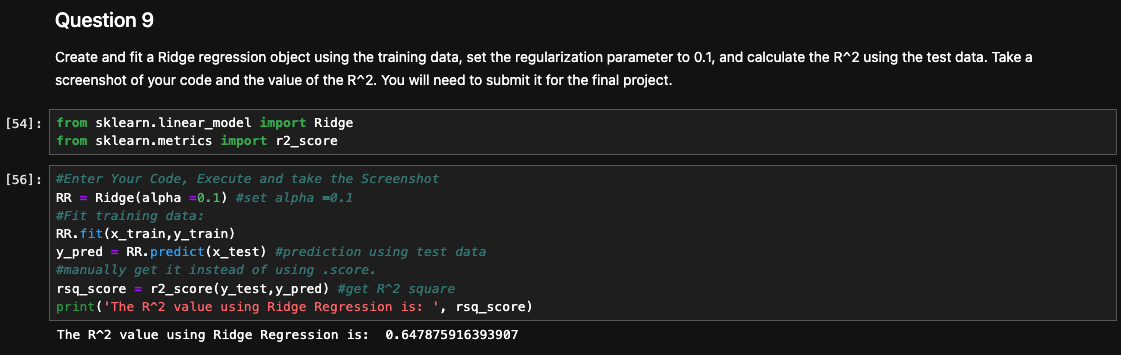 Question 9
Create and fit a Ridge regression object using the training data, set the regularization parameter to 0.1, and calculate the R^2 using the test data. Take a
screenshot of your code and the value of the R^2. You will need to submit it for the final project.
[54]: from sklearn.linear_model import Ridge
from sklearn.metrics import r2_score
[56]: #Enter Your Code, Execute and take the Screenshot
RR = Ridge(alpha =0.1) #set alpha =0.1
#Fit training data:
RR.fit(x_train,y_train)
y_pred = RR.predict(x_test) #prediction using test data
#manually get it instead of using .score.
rsq_score = r2_score(y_test,y_pred) #get R^2 square
print('The R^2 value using Ridge Regression is: ', rsq_score)
The R^2 value using Ridge Regression is:  0.647875916393907